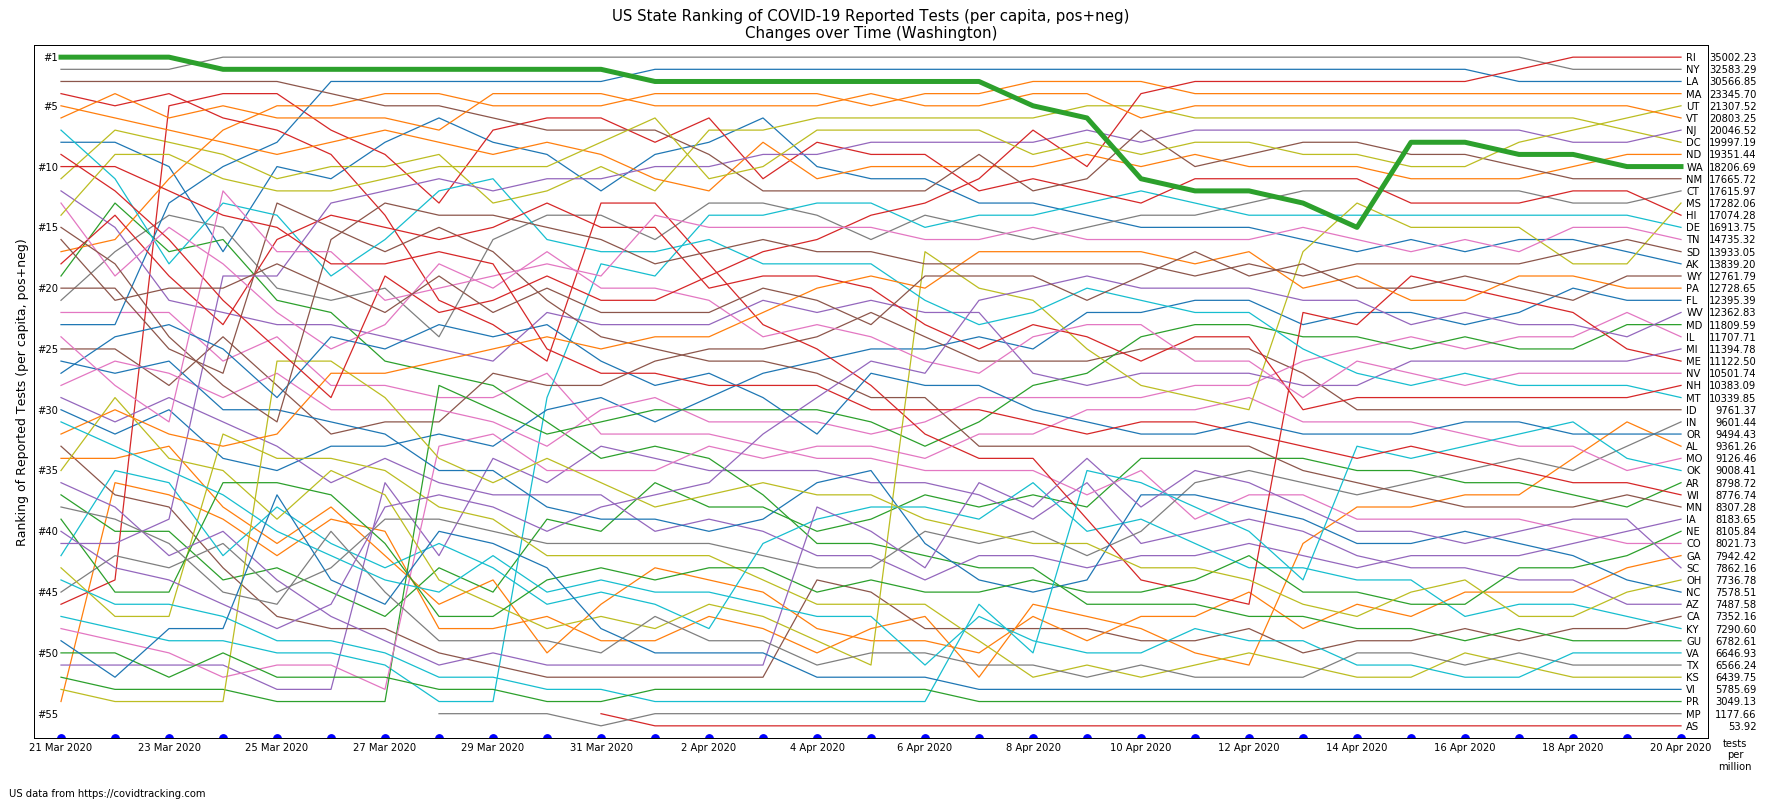 US State Ranking of COVID-19 Reported Tests (per capita, pos+neg)
Changes over Time (Washington)
Ranking of Reported Tests (per capita, pos+neg)
#1
#5
#10
#15
#20
#25
#30
#35
#40
#45
#50
#55
RI 35002.23
NY 32583.29
LA 30566.85
MA 23345.70
UT 21307.52
VT 20803.25
NJ 20046.52
DC 19997.19
ND 19351.44
WA 18206.69
NM 17665.72
CT 17615.97
MS 17282.06
HI 17074.28
DE 16913.75
TN 14735.32
SD 13933.05
AK 13839.20
WY 12761.79
PA 12728.65
FL 12395.39
WV 12362.83
MD 11809.59
IL 11707.71
MI 11394.78
ME 11122.50
NV 10501.74
NH 10383.09
MT 10339.85
ID 9761.37
IN 9601.44
OR 9494.43
AL 9361.26
MO 9126.46
OK 9008.41
AR 8798.72
WI 8776.74
MN 8307.28
IA 8183.65
NE 8105.84
CO 8021.73
GA 7942.42
SC 7862.16
OH 7736.78
NC 7578.51
AZ 7487.58
CA 7352.16
KY 7290.60
GU 6782.61
VA 6646.93
TX 6566.24
KS 6439.75
VI 5785.69
PR 3049.13
MP 1177.66
AS 53.92
21 Mar 2020 23 Mar 2020 25 Mar 2020 27 Mar 2020 29 Mar 2020 31 Mar 2020 2 Apr 2020 4 Apr 2020 6 Apr 2020 8 Apr 2020 10 Apr 2020 12 Apr 2020 14 Apr 2020 16 Apr 2020 18 Apr 2020 20 Apr 2020
tests
per
million
US data from https://covidtracking.com